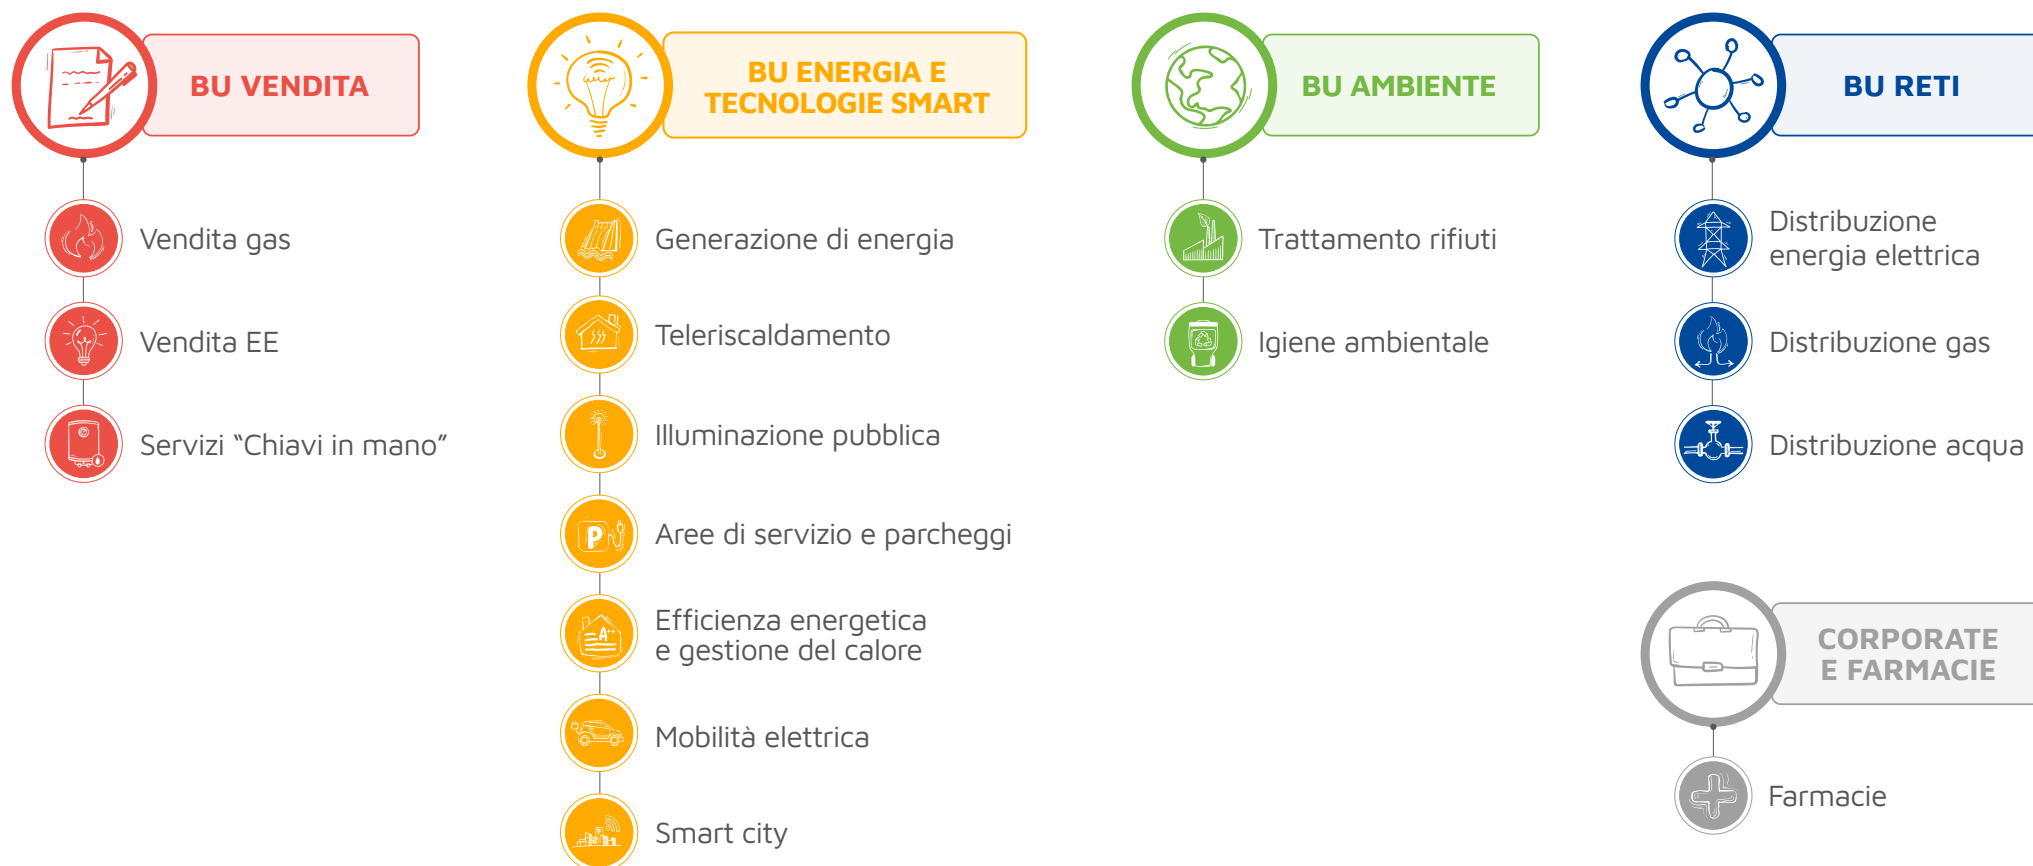 BU VENDITA
Vendita gas
Vendita EE
Servizi “Chiavi in mano”
BU ENERGIA E
TECNOLOGIE SMART
Generazione di energia
Teleriscaldamento
Illuminazione pubblica
P
Aree di servizio e parcheggi
A++
Efficienza energetica
e gestione del calore
Mobilità elettrica
Smart city
BU AMBIENTE
Trattamento rifiuti
Igiene ambientale
BU RETI
Distribuzione
energia elettrica
Distribuzione gas
Distribuzione acqua
CORPORATE
E FARMACIE
Farmacie